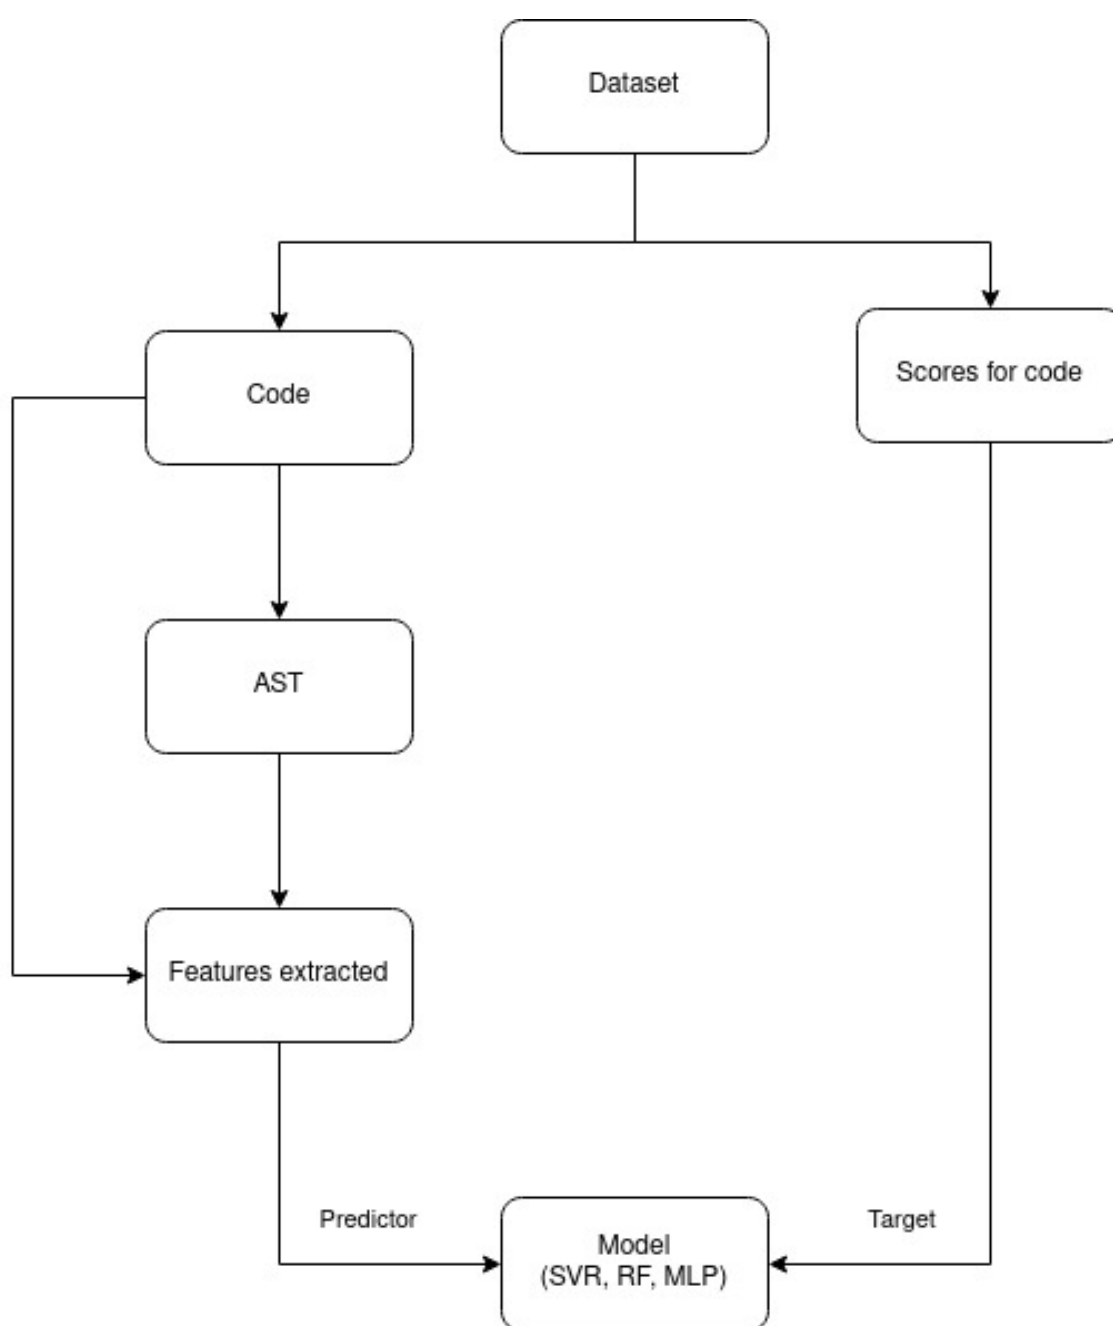 Dataset
Code
Scores for code
AST
Features extracted
Predictor
Target
Model
(SVR, RF, MLP)